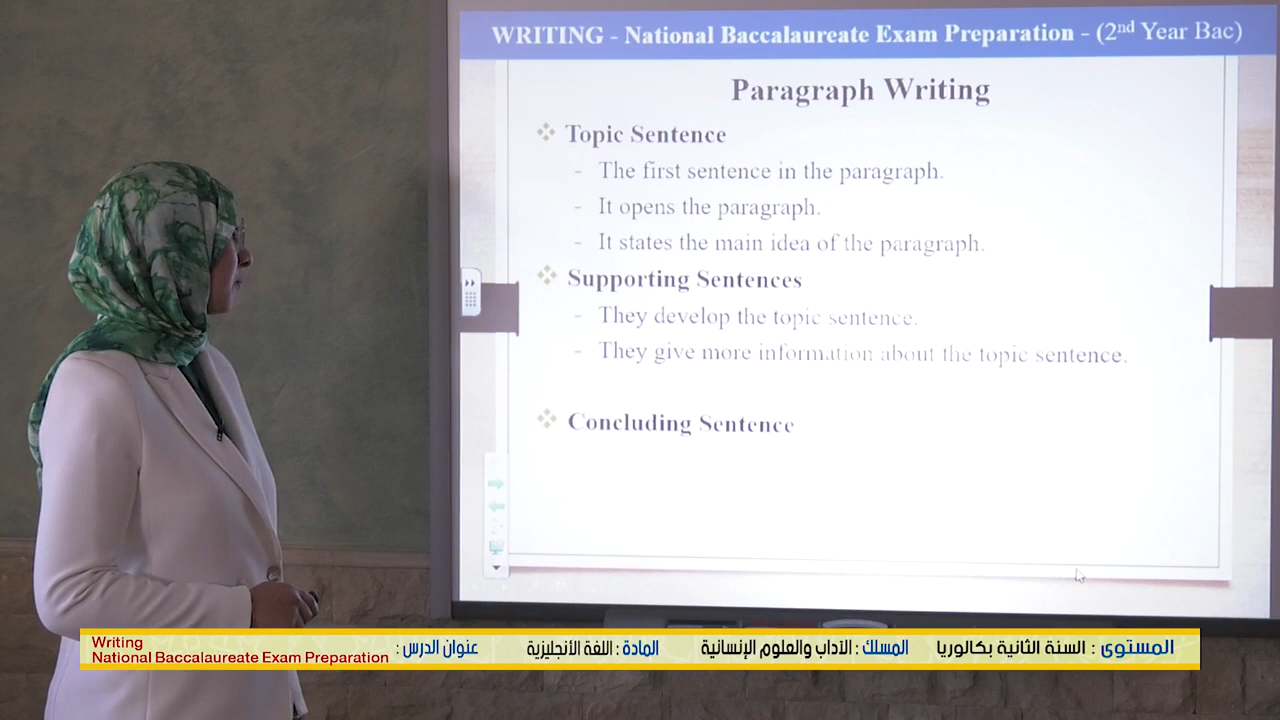 WRITING - National Baccalaureate Exam Preparation - (2nd Year Bac)
Paragraph Writing
Topic Sentence
- The first sentence in the paragraph.
- It opens the paragraph.
- It states the main idea of the paragraph.
Supporting Sentences
- They develop the topic sentence.
- They give more information about the topic sentence.
Concluding Sentence
المستوى : السنة الثانية بكالوريا المسلك : الآداب والعلوم الإنسانية المادة : اللغة الأنجليزية عنوان الدرس :
Writing
National Baccalaureate Exam Preparation